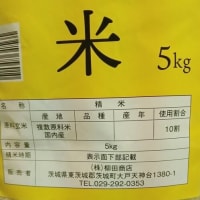 米 5kg
名称 精米
原料玄米 産地 品種 産年 使用割合
複数原料米
国内産 10割
内容量 5kg
精米時期 表示面下部記載
販売者 (株)柳田商店
茨城県東茨城郡茨城町大戸天神台1380-1
TEL.029-292-0353